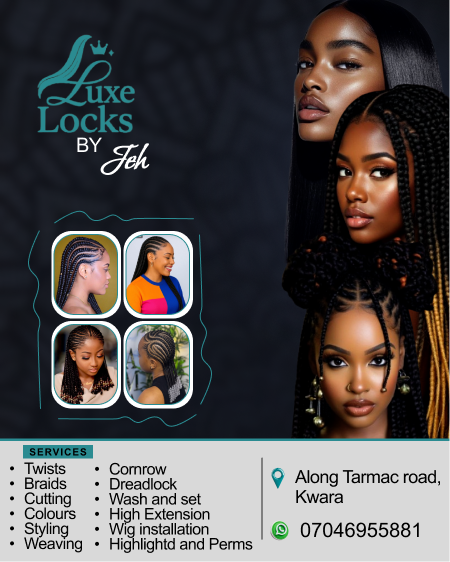 Luxe
Locks
BY Jeh
SERVICES
• Twists
• Braids
• Cutting
• Colours
• Styling
• Weaving
• Cornrow
• Dreadlock
• Wash and set
• High Extension
• Wig installation
• Highlightd and Perms
Along Tarmac road,
Kwara
07046955881